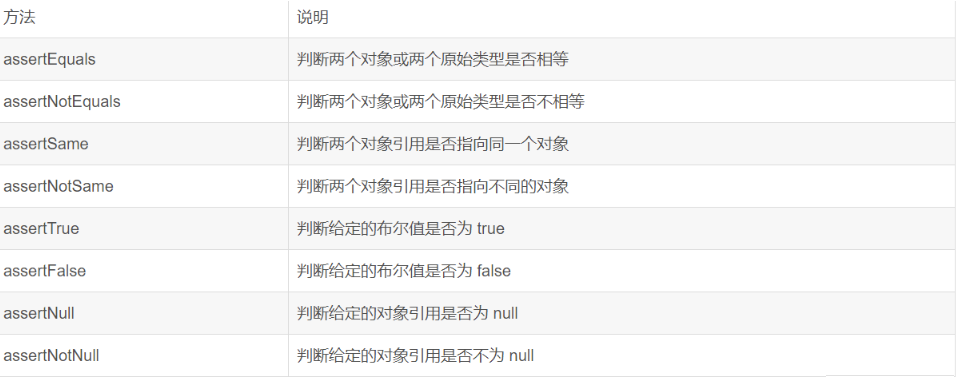 方法 说明
assertEquals 判断两个对象或两个原始类型是否相等
assertNotEquals 判断两个对象或两个原始类型是否不相等
assertSame 判断两个对象引用是否指向同一个对象
assertNotSame 判断两个对象引用是否指向不同的对象
assertTrue 判断给定的布尔值是否为 true
assertFalse 判断给定的布尔值是否为 false
assertNull 判断给定的对象引用是否为 null
assertNotNull 判断给定的对象引用是否不为 null